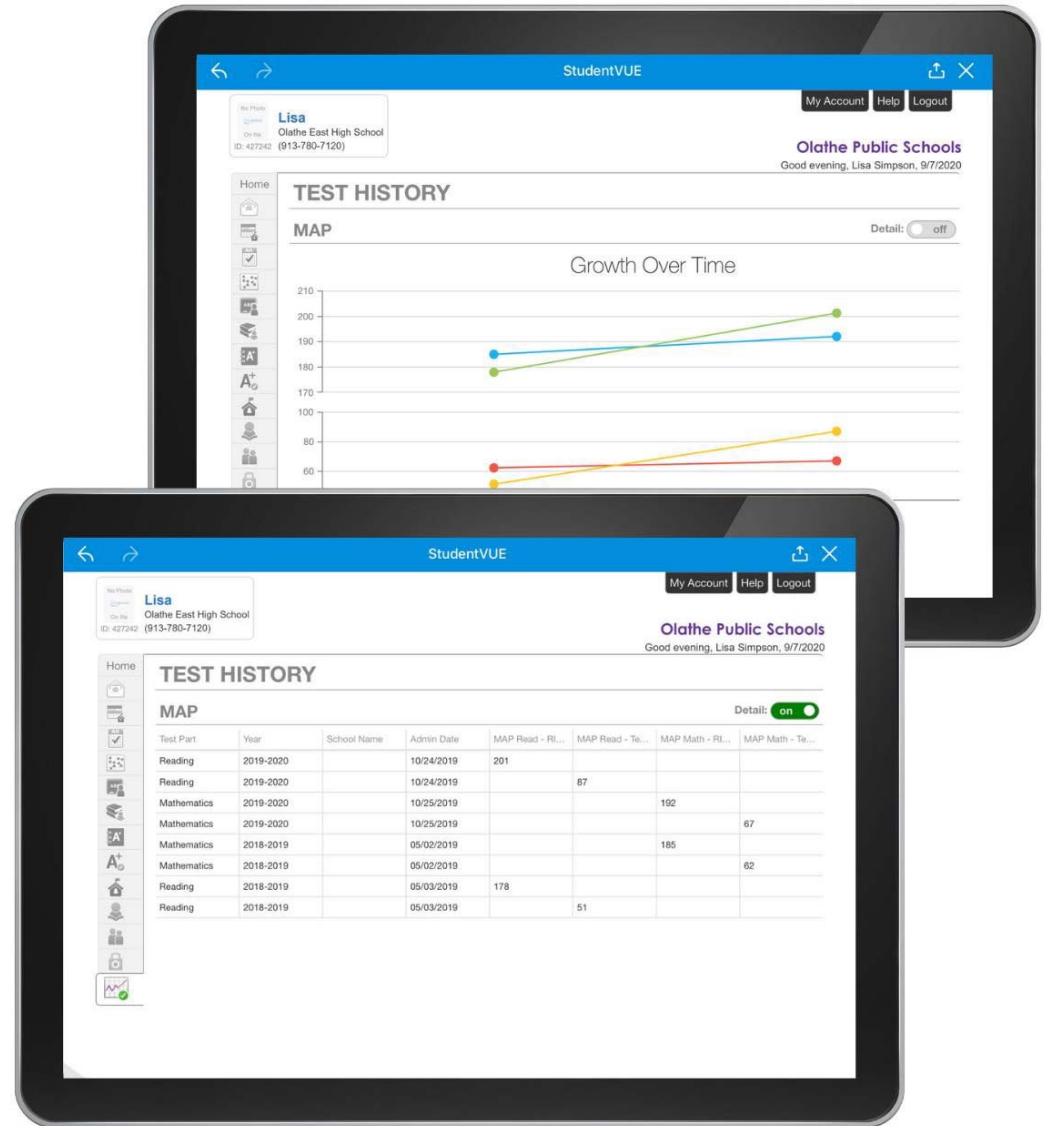 StudentVUE
My Account Help Logout
No Photo
On file
ID: 427242
Lisa
Olathe East High School
(913-780-7120)
Olathe Public Schools
Good evening, Lisa Simpson, 9/7/2020
Home
TEST HISTORY
MAP
Detail: off
Growth Over Time
210
200
190
180
170
100
80
60
StudentVUE
My Account Help Logout
No Photo
On file
ID: 427242
Lisa
Olathe East High School
(913-780-7120)
Olathe Public Schools
Good evening, Lisa Simpson, 9/7/2020
Home
TEST HISTORY
MAP
Detail: on
Test Part Year School Name Admin Date MAP Read - RI... MAP Read - Te... MAP Math - RI... MAP Math - Te...
Reading 2019-2020 10/24/2019 201
Reading 2019-2020 10/24/2019 87
Mathematics 2019-2020 10/25/2019 192
Mathematics 2019-2020 10/25/2019 67
Mathematics 2018-2019 05/02/2019 185
Mathematics 2018-2019 05/02/2019 62
Reading 2018-2019 05/03/2019 178
Reading 2018-2019 05/03/2019 51